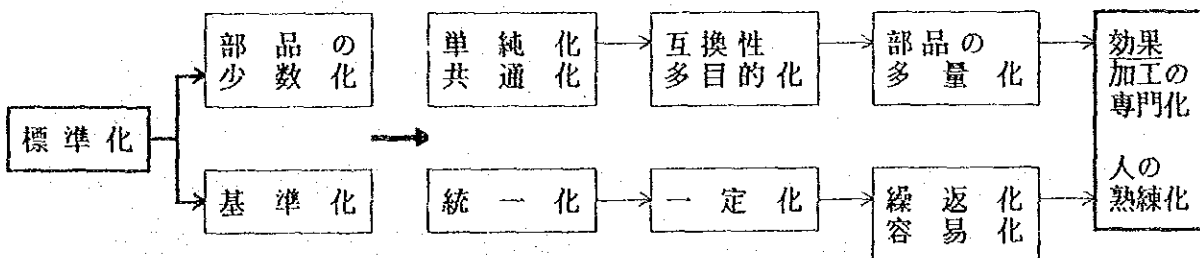 標準化
部品の
少数化
単純化
共通化
互換性
多目的化
部品の
多量化
効果
加工の
専門化
人の
熟練化
基準化
統一化
一定化
繰返化
容易化